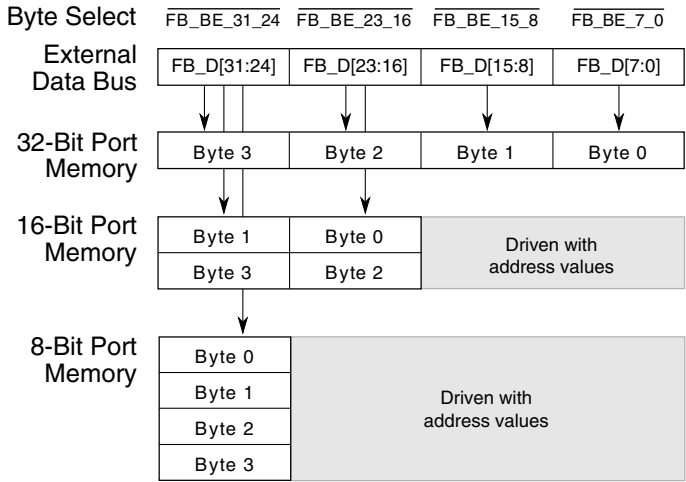 Byte Select FB_BE_31_24 FB_BE_23_16 FB_BE_15_8 FB_BE_7_0
External
Data Bus
FB_D[31:24] FB_D[23:16] FB_D[15:8] FB_D[7:0]
32-Bit Port
Memory
Byte 3 Byte 2 Byte 1 Byte 0
16-Bit Port
Memory
Byte 1 Byte 0
Byte 3 Byte 2
Driven with
address values
8-Bit Port
Memory
Byte 0
Byte 1
Byte 2
Byte 3
Driven with
address values